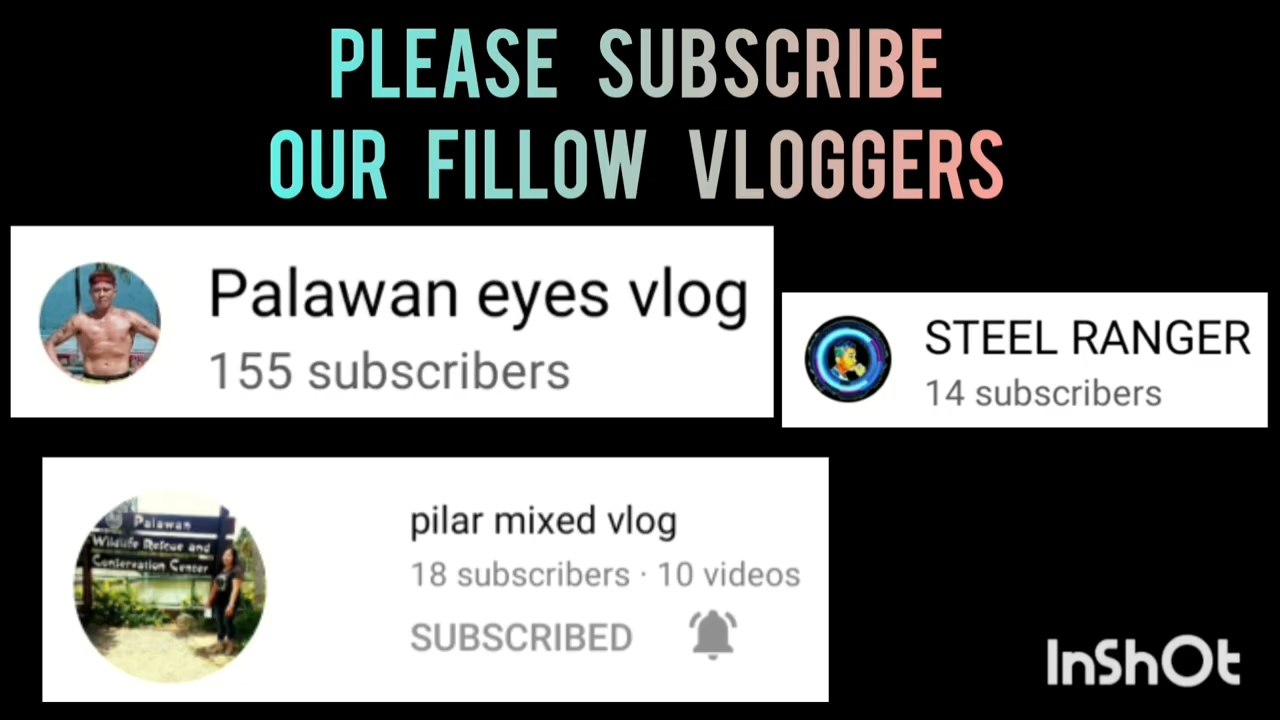 PLEASE SUBSCRIBE
OUR FILLOW VLOGGERS
Palawan eyes vlog
155 subscribers
STEEL RANGER
14 subscribers
Palawan
Wildlife Rescue and
Conservation Center
pilar mixed vlog
18 subscribers · 10 videos
SUBSCRIBED
InShOt